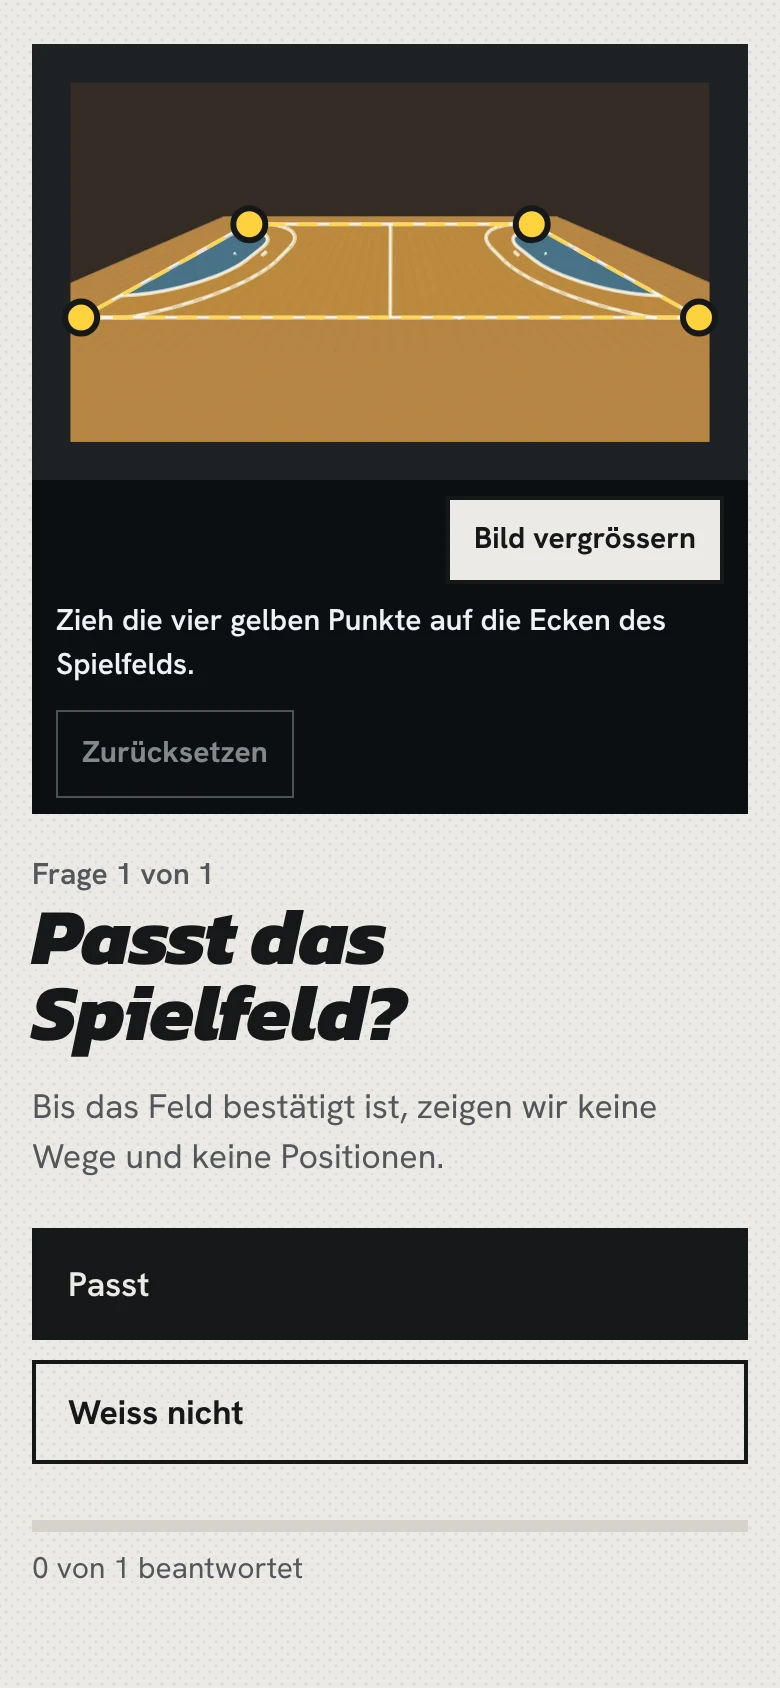 Bild vergrössern
Zieh die vier gelben Punkte auf die Ecken des
Spielfelds.
Zurücksetzen
Frage 1 von 1
Passt das
Spielfeld?
Bis das Feld bestätigt ist, zeigen wir keine
Wege und keine Positionen.
Passt
Weiss nicht
0 von 1 beantwortet